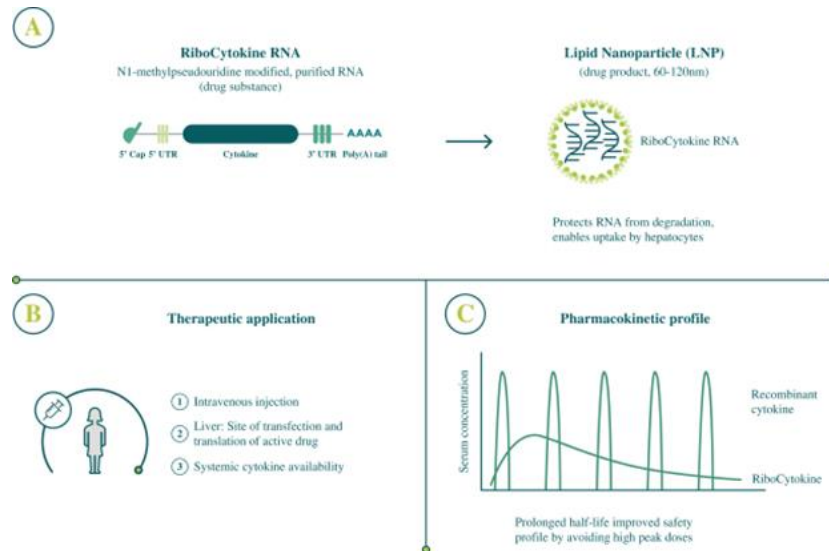 A
RiboCytokine RNA
N1-methylpseudouridine modified, purified RNA
(drug substance)
AAAA
5' Cap 5' UTR
Cytokine
3' UTR Poly(A) tail
Lipid Nanoparticle (LNP)
(drug product, 60-120nm)
RiboCytokine RNA
Protects RNA from degradation,
enables uptake by hepatocytes
B
Therapeutic application
1 Intravenous injection
2 Liver: Site of transfection and
translation of active drug
3 Systemic cytokine availability
C
Pharmacokinetic profile
Serum concentration
Recombinant
cytokine
RiboCytokine
Prolonged half-life improved safety
profile by avoiding high peak doses